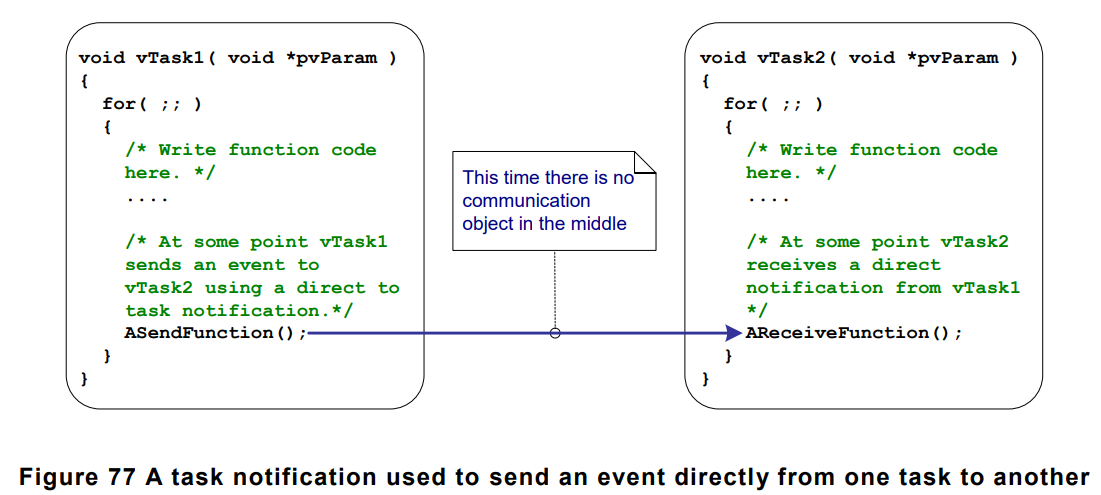 void vTask1( void *pvParam )
{
for( ;; )
{
/* Write function code
here. */
....
/* At some point vTask1
sends an event to
vTask2 using a direct to
task notification.*/
ASendFunction();
}
}
This time there is no
communication
object in the middle
void vTask2( void *pvParam )
{
for( ;; )
{
/* Write function code
here. */
....
/* At some point vTask2
receives a direct
notification from vTask1
*/
AReceiveFunction();
}
}
Figure 77 A task notification used to send an event directly from one task to another